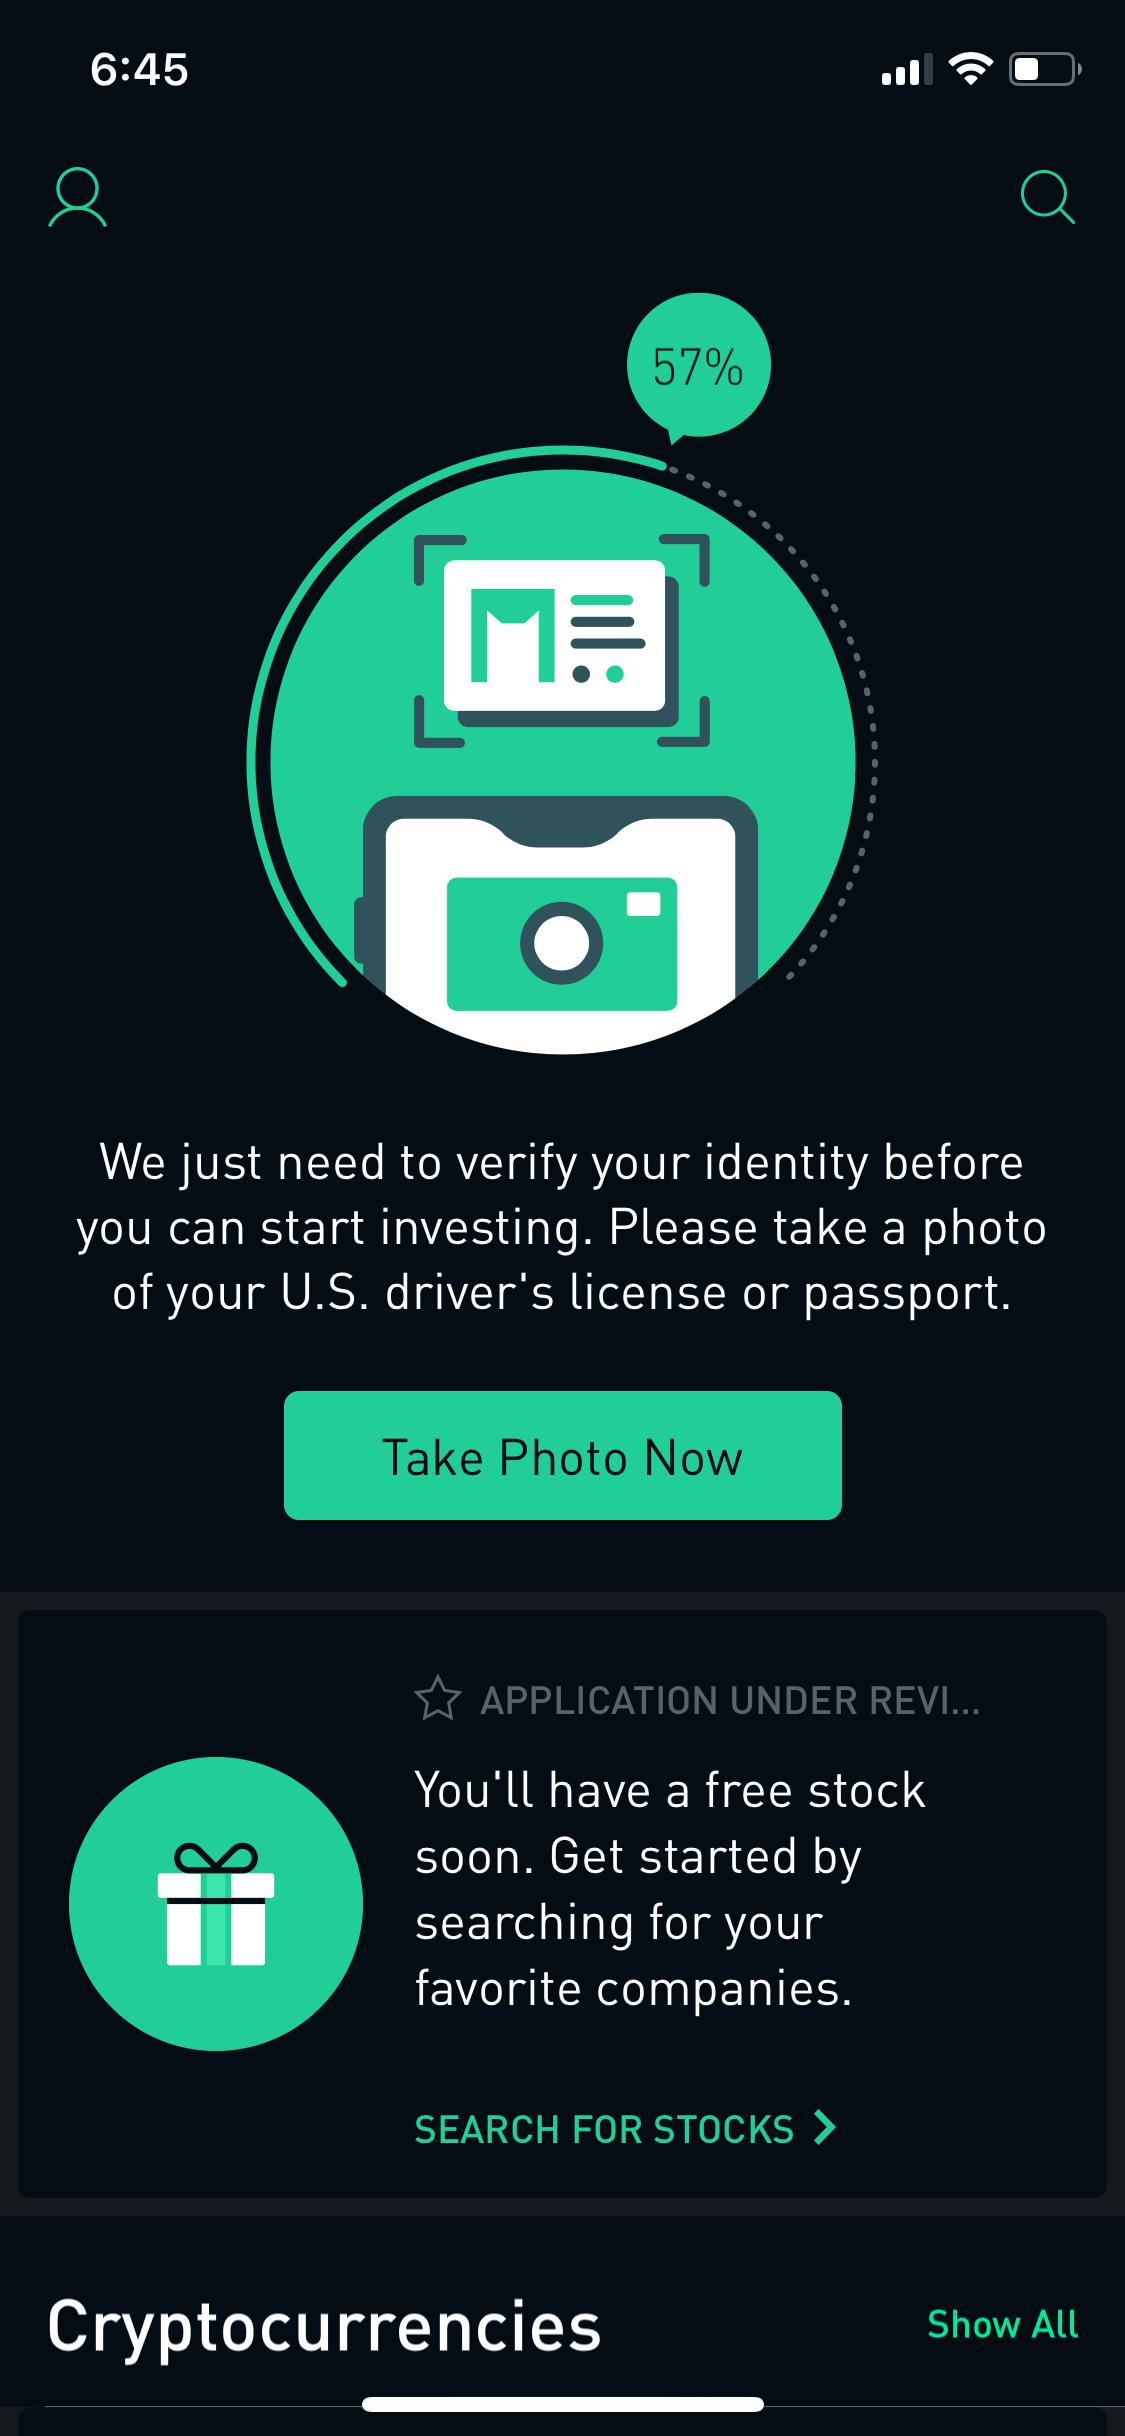 6:45
57%
We just need to verify your identity before
you can start investing. Please take a photo
of your U.S. driver's license or passport.
Take Photo Now
APPLICATION UNDER REVI...
You'll have a free stock
soon. Get started by
searching for your
favorite companies.
SEARCH FOR STOCKS
Cryptocurrencies
Show All